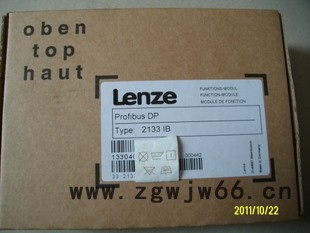 oben
top
haut
Lenze
FUNKTIONS-MODUL
FUNCTION-MODULE
MODULE DE FONCTION
Profibus DP
Type: 2133 IB
www.zgwjw66.cn
2011/10/22